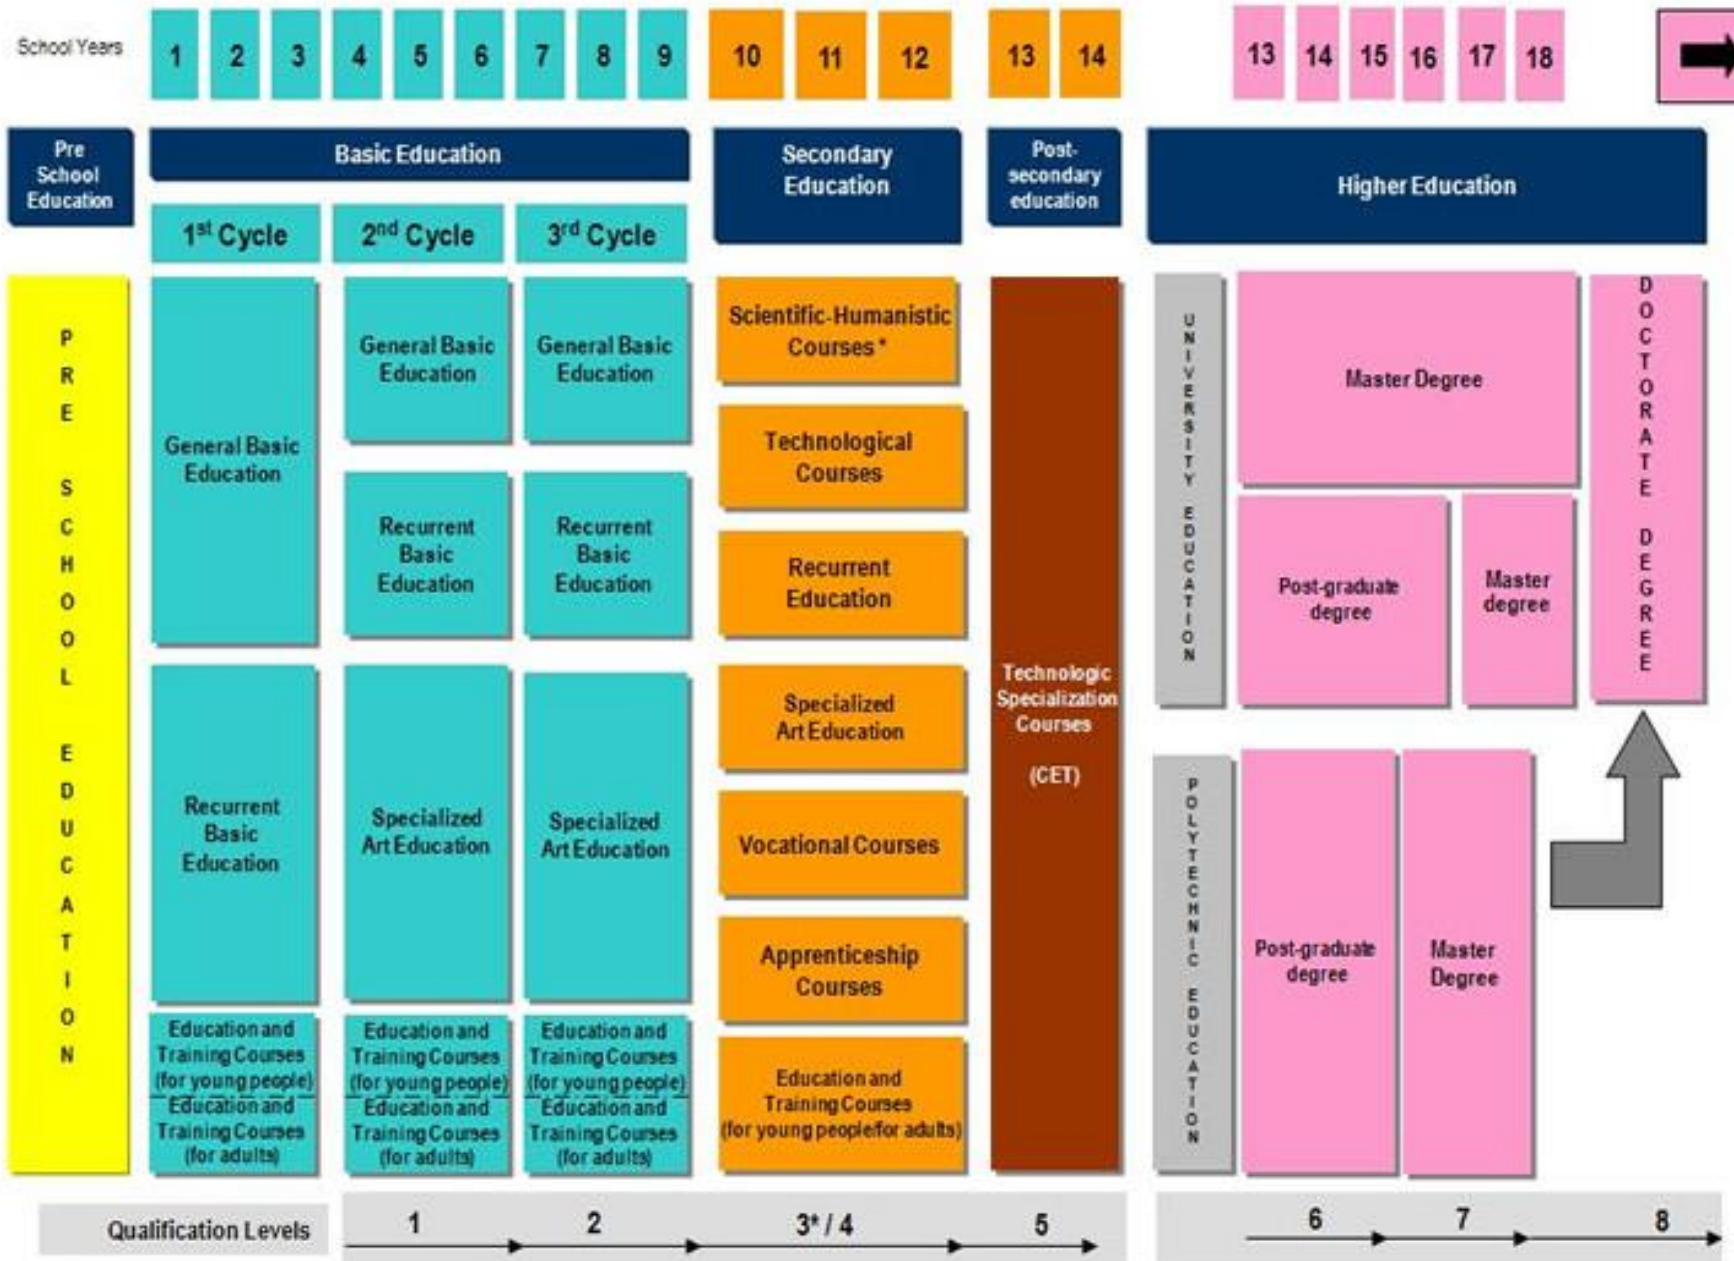 School Years
1 2 3 4 5 6 7 8 9 10 11 12 13 14 13 14 15 16 17 18
Pre
School
Education
Basic Education
Secondary
Education
Post-
secondary
education
Higher Education
1st Cycle
2nd Cycle
3rd Cycle
PRE SCHOOL EDUCATION
General Basic
Education
Recurrent
Basic
Education
Education and
Training Courses
(for young people)
Education and
Training Courses
(for adults)
General Basic
Education
Recurrent
Basic
Education
Specialized
Art Education
Education and
Training Courses
(for young people)
Education and
Training Courses
(for adults)
General Basic
Education
Recurrent
Basic
Education
Specialized
Art Education
Education and
Training Courses
(for young people)
Education and
Training Courses
(for adults)
Scientific-Humanistic
Courses *
Technological
Courses
Recurrent
Education
Specialized
Art Education
Vocational Courses
Apprenticeship
Courses
Education and
Training Courses
(for young people/for adults)
Technologic
Specialization
Courses
(CET)
UNIVERSITY EDUCATION
Master Degree
Post-graduate
degree
Master
degree
DOCTORATE DEGREE
POLYTECHNIC EDUCATION
Post-graduate
degree
Master
Degree
Qualification Levels
1 2 3* / 4 5 6 7 8